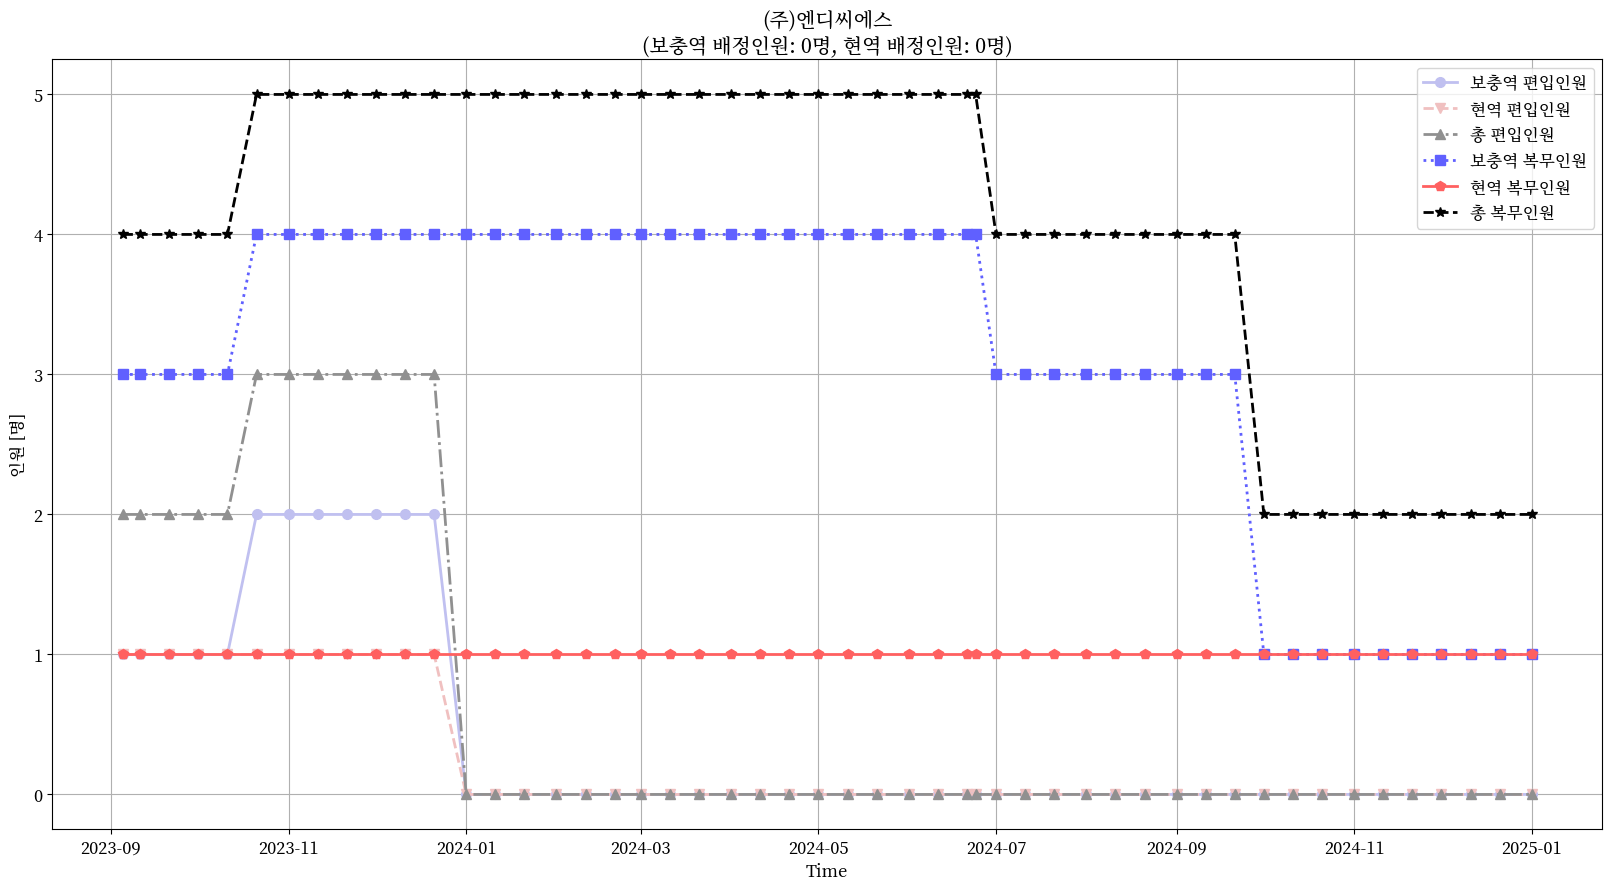 (주)엔디씨에스
(보충역 배정인원: 0명, 현역 배정인원: 0명)
보충역 편입인원
현역 편입인원
총 편입인원
보충역 복무인원
현역 복무인원
총 복무인원
인원 [명]
5
4
3
2
1
0
2023-09
2023-11
2024-01
2024-03
2024-05
2024-07
2024-09
2024-11
2025-01
Time